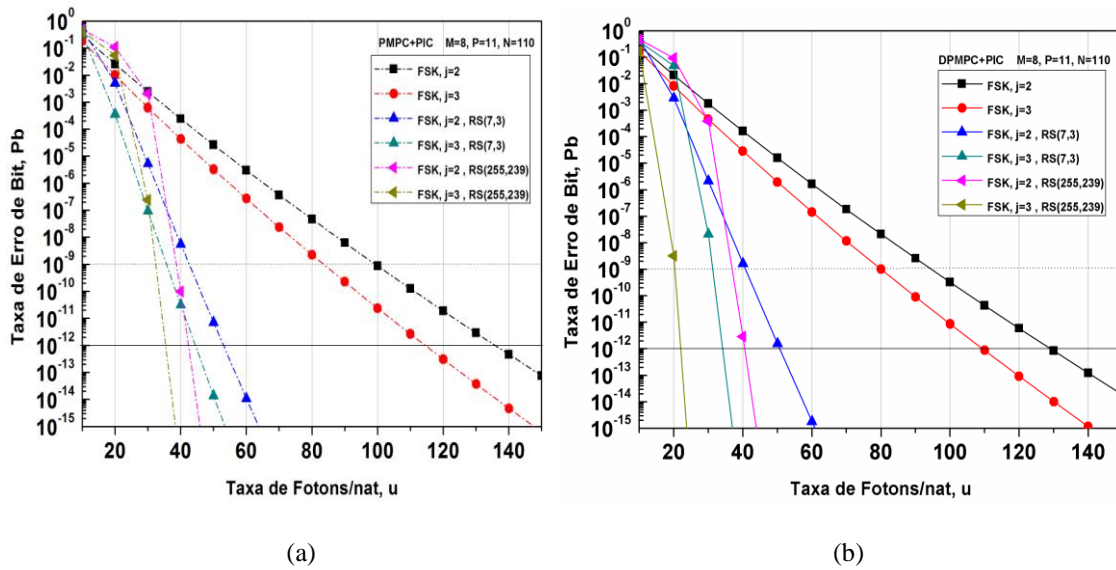 Taxa de Erro de Bit, Pb
10^0
10^-1
10^-2
10^-3
10^-4
10^-5
10^-6
10^-7
10^-8
10^-9
10^-10
10^-11
10^-12
10^-13
10^-14
10^-15
PMPC+PIC M=8, P=11, N=110
FSK, j=2
FSK, j=3
FSK, j=2 , RS(7,3)
FSK, j=3 , RS(7,3)
FSK, j=2 , RS(255,239)
FSK, j=3 , RS(255,239)
20 40 60 80 100 120 140
Taxa de Fotons/nat, u
(a)
Taxa de Erro de Bit, Pb
10^0
10^-1
10^-2
10^-3
10^-4
10^-5
10^-6
10^-7
10^-8
10^-9
10^-10
10^-11
10^-12
10^-13
10^-14
10^-15
DPMPC+PIC M=8, P=11, N=110
FSK, j=2
FSK, j=3
FSK, j=2 , RS(7,3)
FSK, j=3 , RS(7,3)
FSK, j=2 , RS(255,239)
FSK, j=3 , RS(255,239)
20 40 60 80 100 120 140
Taxa de Fotons/nat, u
(b)